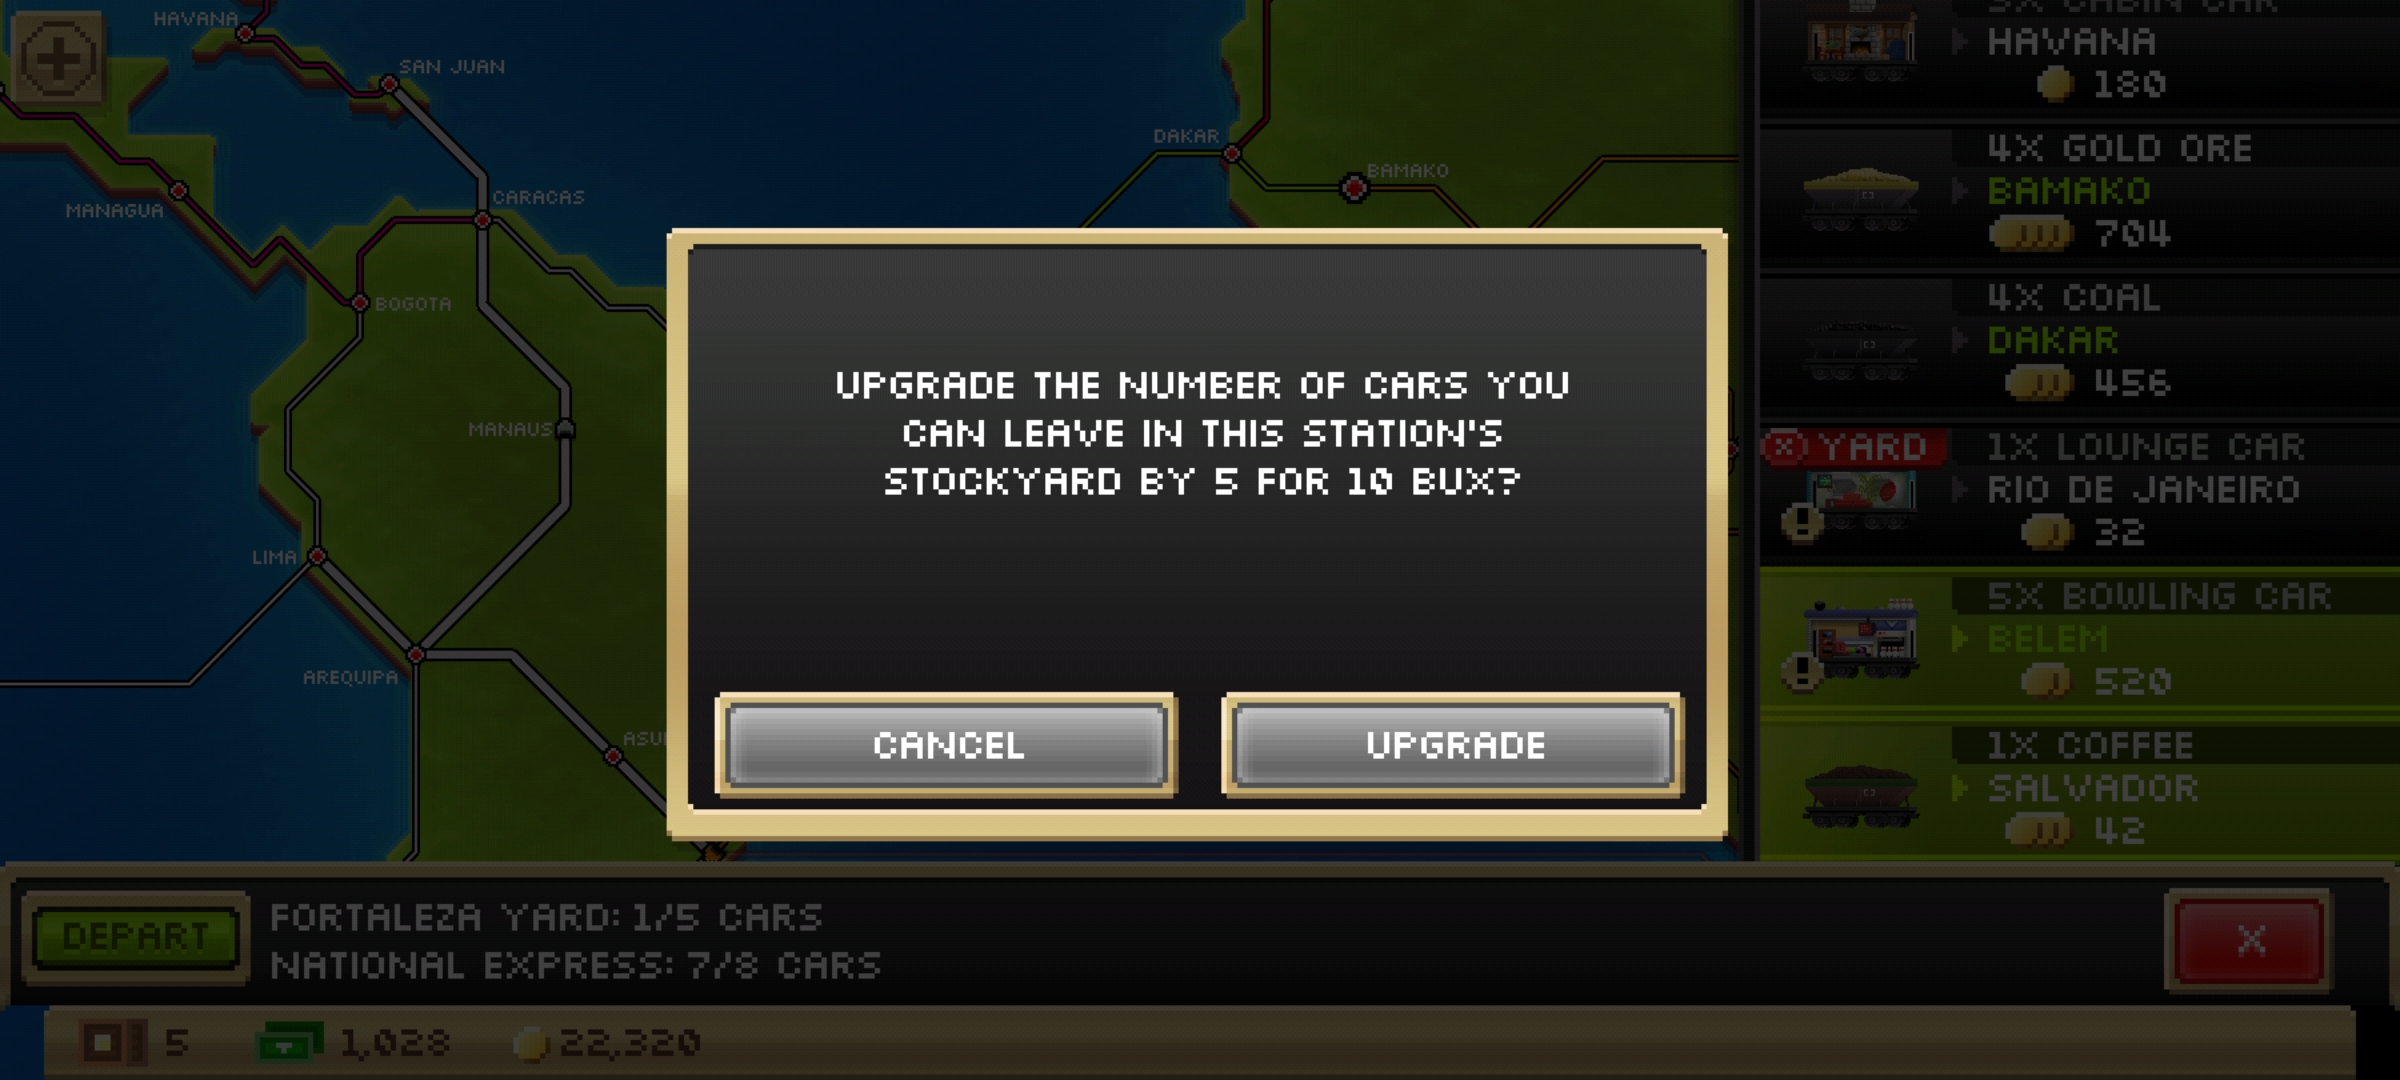 HAVANA
SAN JUAN
DAKAR
BAMAKO
MANAGUA
CARACAS
BOGOTA
MANAUS
LIMA
AREQUIPA
UPGRADE THE NUMBER OF CARS YOU
CAN LEAVE IN THIS STATION'S
STOCKYARD BY 5 FOR 10 BUX?
CANCEL
UPGRADE
CABIN CAR
HAVANA
180
4X GOLD ORE
BAMAKO
704
4X COAL
DAKAR
456
X YARD
1X LOUNGE CAR
RIO DE JANEIRO
32
5X BOWLING CAR
BELEM
520
1X COFFEE
SALVADOR
42
DEPART
FORTALEZA YARD: 1/5 CARS
NATIONAL EXPRESS: 7/8 CARS
X
5
1,028
22,320